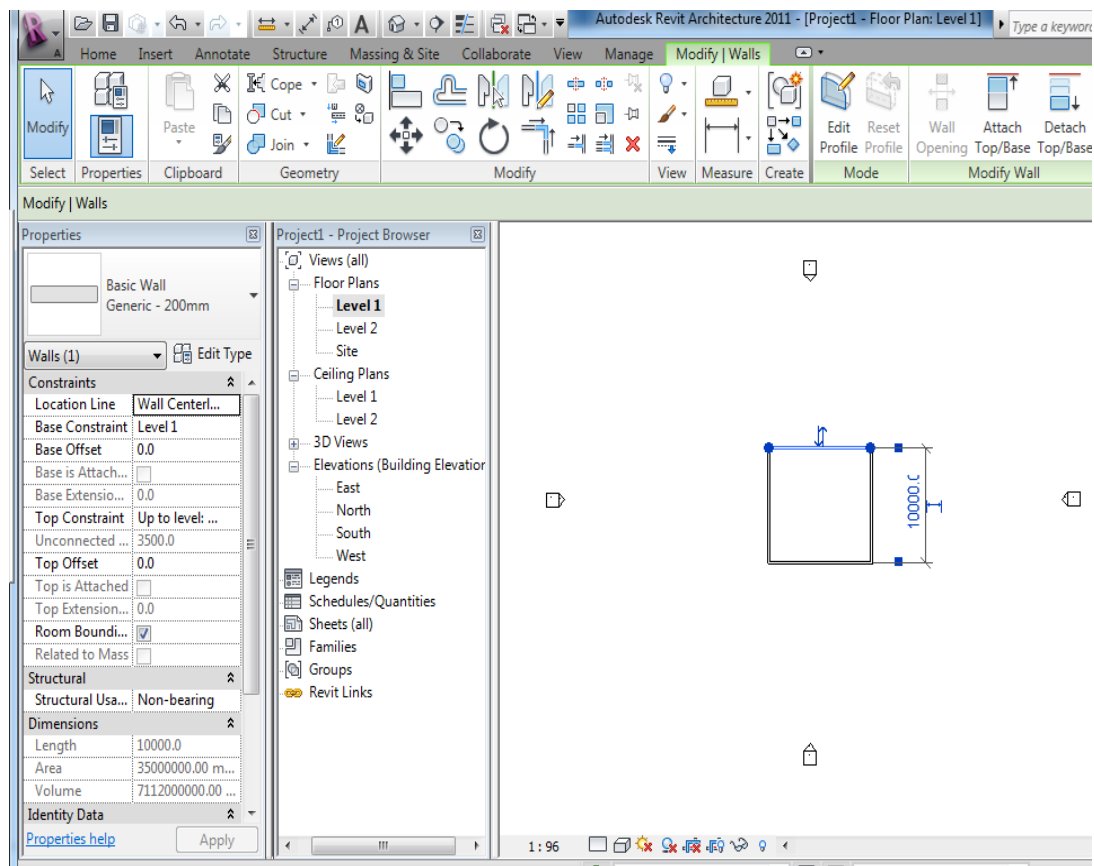 Autodesk Revit Architecture 2011 - [Project1 - Floor Plan: Level 1]
Type a keyword
A
A
Home Insert Annotate Structure Massing & Site Collaborate View Manage Modify | Walls
Modify
Paste
Cope
Cut
Join
Edit Profile
Reset Profile
Wall Opening
Attach Top/Base
Detach Top/Base
Select Properties Clipboard Geometry Modify View Measure Create Mode Modify Wall
Modify | Walls
Properties
Basic Wall
Generic - 200mm
Walls (1) Edit Type
Constraints
Location Line Wall Centerl...
Base Constraint Level 1
Base Offset 0.0
Base is Attach...
Base Extensio... 0.0
Top Constraint Up to level: ...
Unconnected ... 3500.0
Top Offset 0.0
Top is Attached
Top Extension... 0.0
Room Boundi...
Related to Mass
Structural
Structural Usa... Non-bearing
Dimensions
Length 10000.0
Area 35000000.00 m...
Volume 7112000000.00 ...
Identity Data
Properties help Apply
Project1 - Project Browser
Views (all)
Floor Plans
Level 1
Level 2
Site
Ceiling Plans
Level 1
Level 2
3D Views
Elevations (Building Elevation
East
North
South
West
Legends
Schedules/Quantities
Sheets (all)
Families
Groups
Revit Links
10000.0
1 : 96